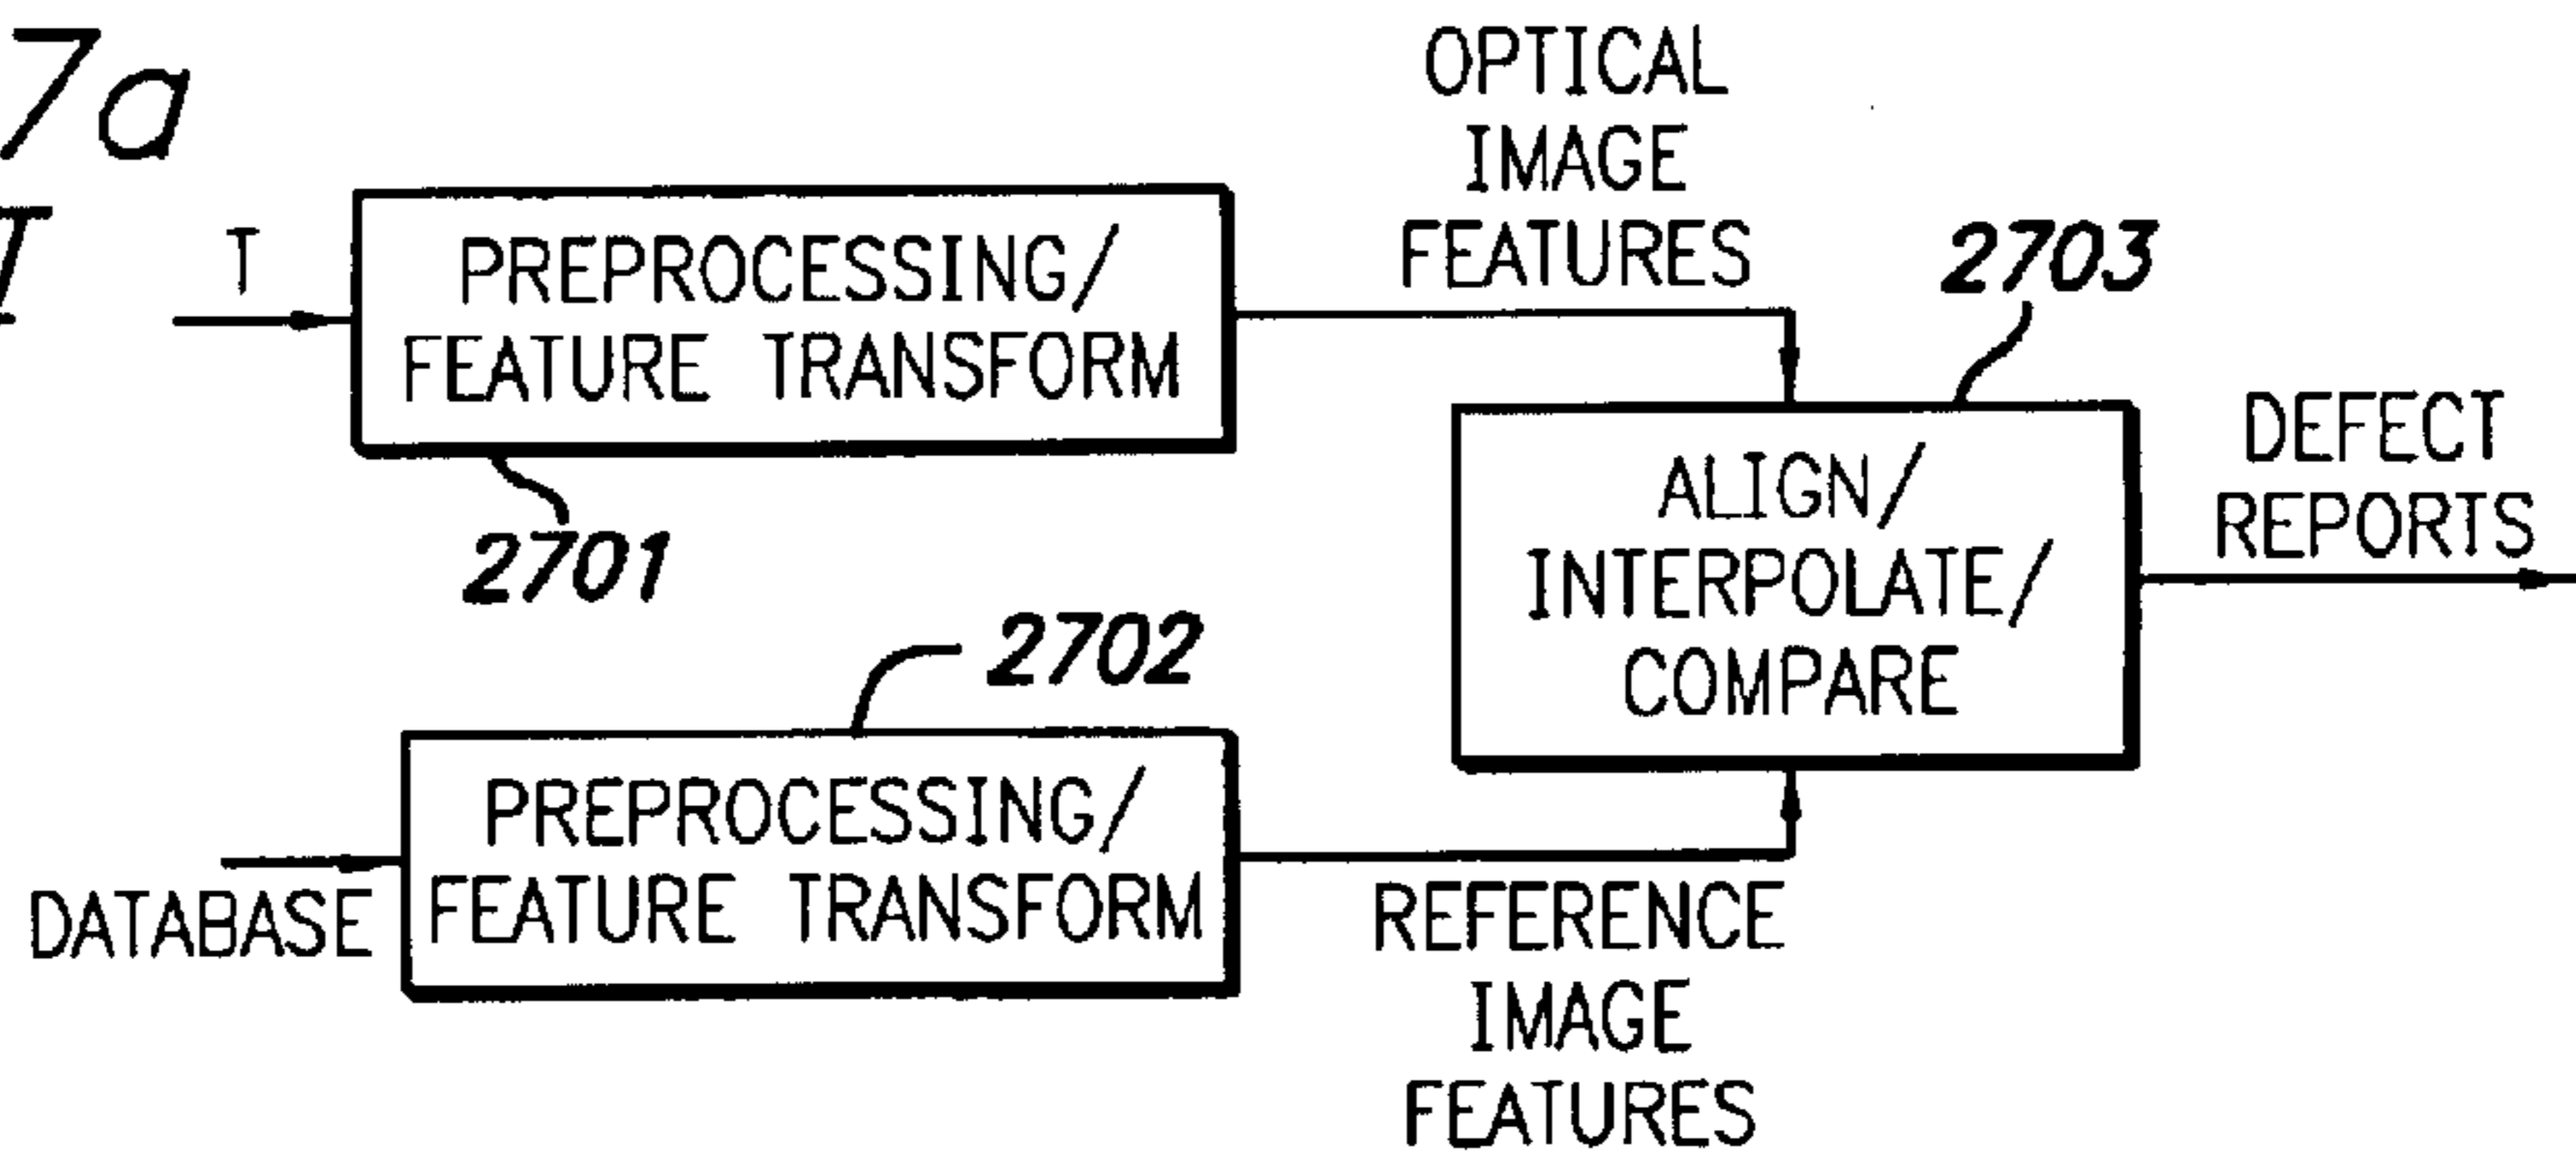 7a
T
PREPROCESSING/
FEATURE TRANSFORM
2701
OPTICAL
IMAGE
FEATURES
2703
ALIGN/
INTERPOLATE/
COMPARE
DEFECT
REPORTS
2702
DATABASE
PREPROCESSING/
FEATURE TRANSFORM
REFERENCE
IMAGE
FEATURES